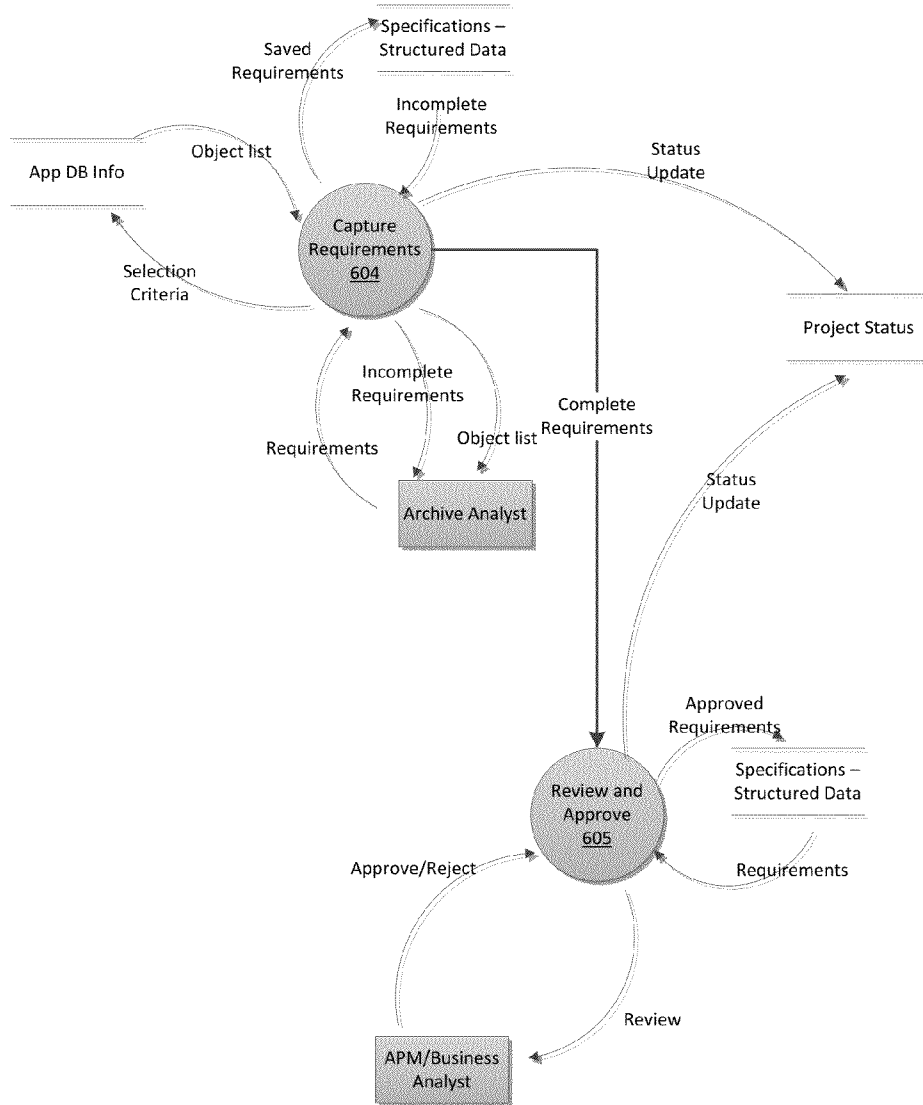 Specifications –
Structured Data
Saved
Requirements
Incomplete
Requirements
Object list
App DB Info
Status
Update
Capture
Requirements
604
Selection
Criteria
Project Status
Incomplete
Requirements
Complete
Requirements
Requirements
Object list
Archive Analyst
Status
Update
Approved
Requirements
Specifications –
Structured Data
Review and
Approve
605
Approve/Reject
Requirements
Review
APM/Business
Analyst